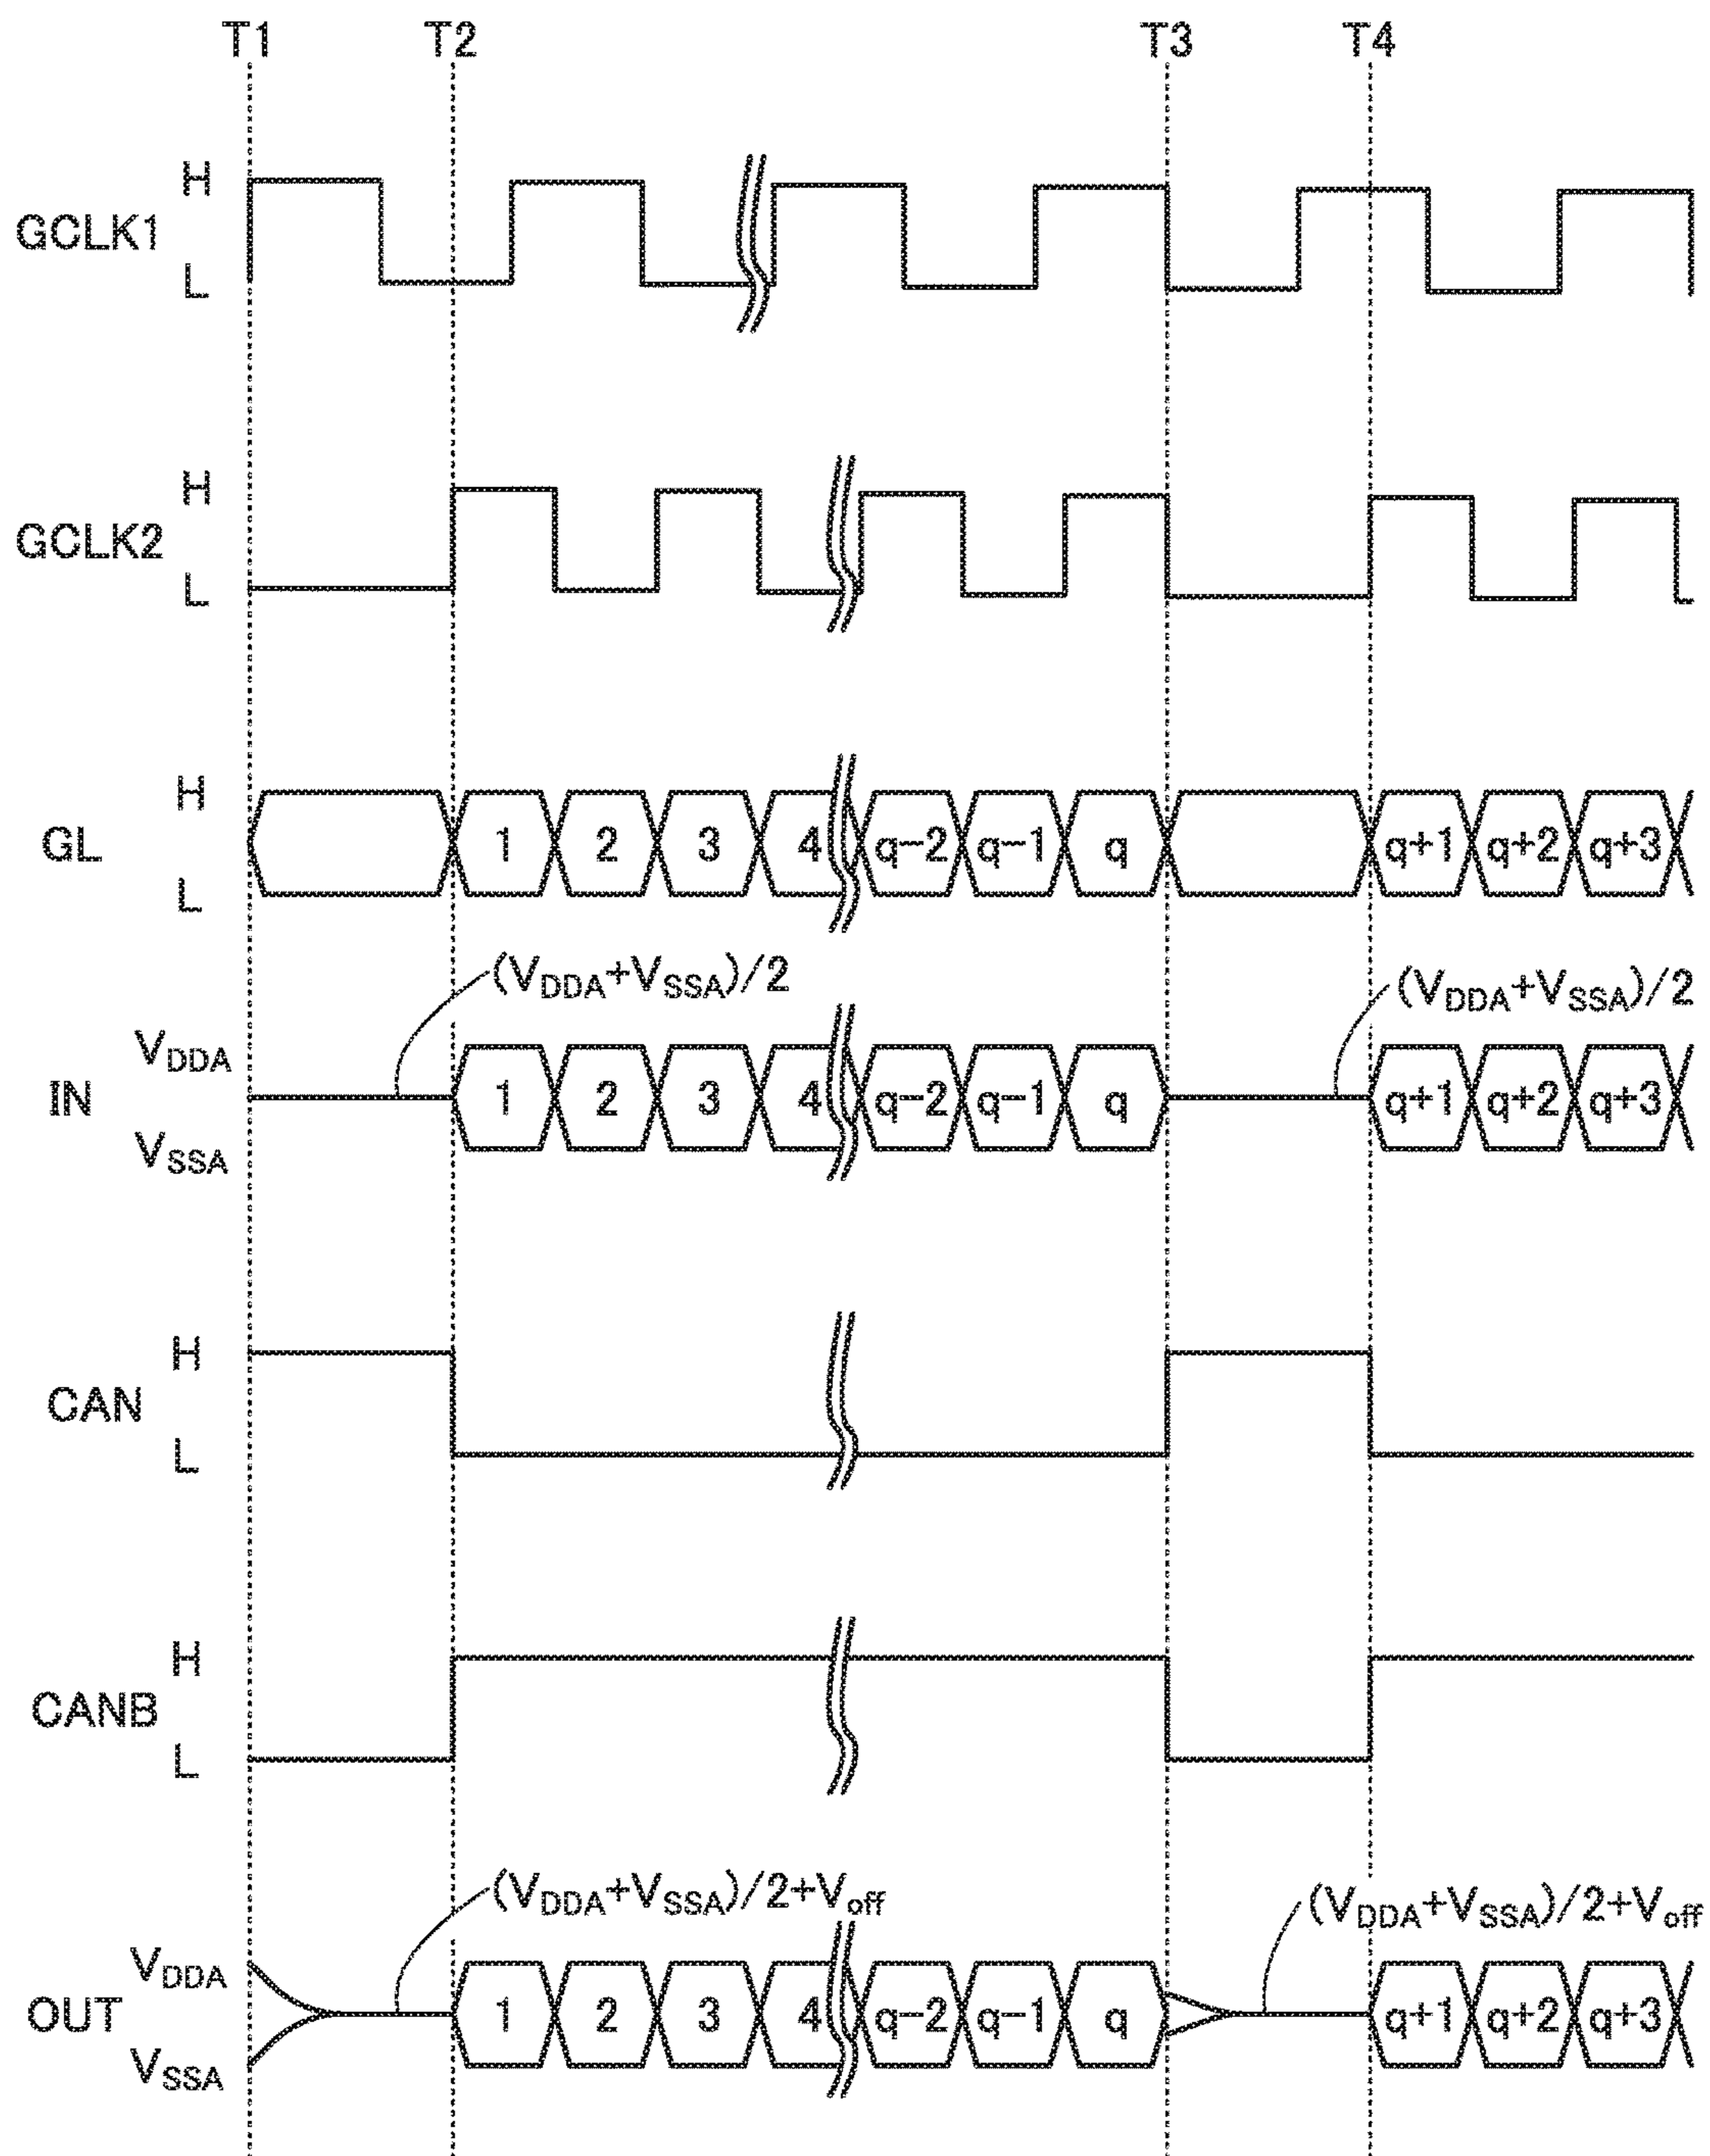 T1 T2 T3 T4
H
GCLK1
L
H
GCLK2
L
H
GL 1 2 3 4 q-2 q-1 q q+1 q+2 q+3
L
(VDDA+VSSA)/2 (VDDA+VSSA)/2
VDDA
IN 1 2 3 4 q-2 q-1 q q+1 q+2 q+3
VSSA
H
CAN
L
H
CANB
L
(VDDA+VSSA)/2+Voff (VDDA+VSSA)/2+Voff
VDDA
OUT 1 2 3 4 q-2 q-1 q q+1 q+2 q+3
VSSA